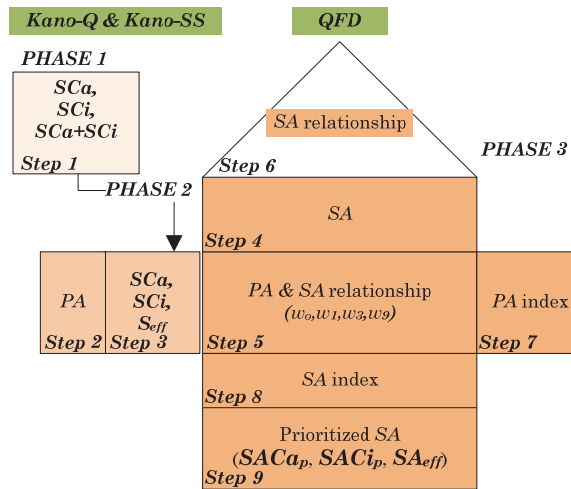 Kano-Q & Kano-SS
QFD
PHASE 1
SCa,
SCi,
SCa+SCi
Step 1
PHASE 2
SA relationship
PHASE 3
Step 6
SA
Step 4
PA
Step 2
SCa,
SCi,
Seff
Step 3
PA & SA relationship
(w₀,w₁,w₃,w₉)
Step 5
PA index
Step 7
SA index
Step 8
Prioritized SA
(SACaₚ, SACiₚ, SAeff)
Step 9